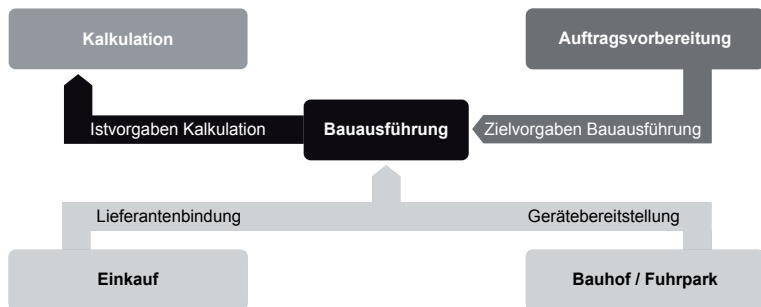 Kalkulation
Auftragsvorbereitung
Istvorgaben Kalkulation
Bauausführung
Zielvorgaben Bauausführung
Lieferantenbindung
Gerätebereitstellung
Einkauf
Bauhof / Fuhrpark